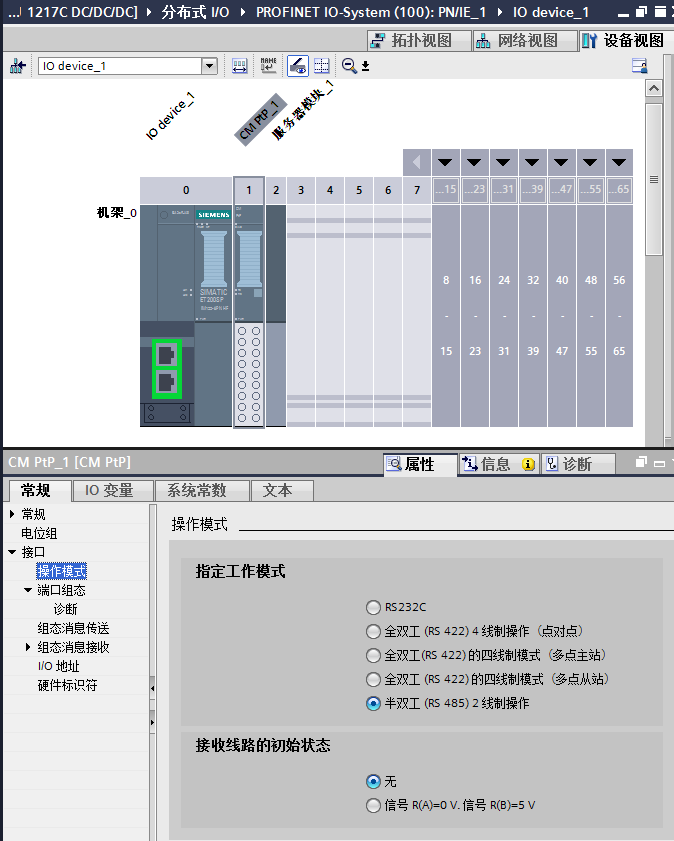 ...] 1217C DC/DC/DC] ▸ 分布式 I/O ▸ PROFINET IO-System (100): PN/IE_1 ▸ IO device_1
拓扑视图 网络视图 设备视图
IO device_1
IO device_1 CM PtP_1 服务器模块_1
0 1 2 3 4 5 6 7 ...15 ...23 ...31 ...39 ...47 ...55 ...65
机架_0
SIEMENS
SIMATIC
ET 200SP
8 16 24 32 40 48 56
- - - - - - -
15 23 31 39 47 55 65
CM PtP_1 [CM PtP]
属性 信息 诊断
常规 IO 变量 系统常数 文本
常规
电位组
接口
操作模式
端口组态
诊断
组态消息传送
组态消息接收
I/O 地址
硬件标识符
操作模式
指定工作模式
RS232C
全双工 (RS 422) 4 线制操作（点对点）
全双工(RS 422) 的四线制模式（多点主站）
全双工 (RS 422) 的四线制模式（多点从站）
半双工 (RS 485) 2 线制操作
接收线路的初始状态
无
信号 R(A)=0 V. 信号 R(B)=5 V